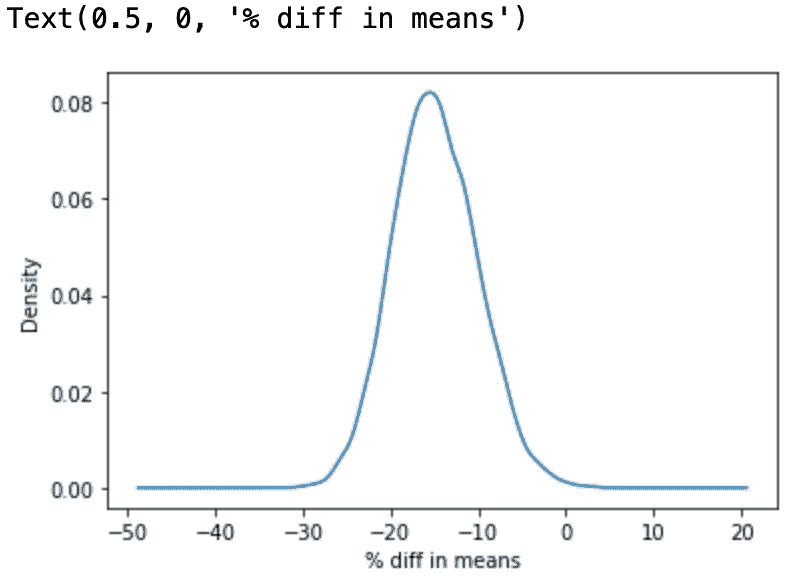 Text(0.5, 0, '% diff in means')
0.08
0.06
0.04
0.02
0.00
Density
−50 −40 −30 −20 −10 0 10 20
% diff in means